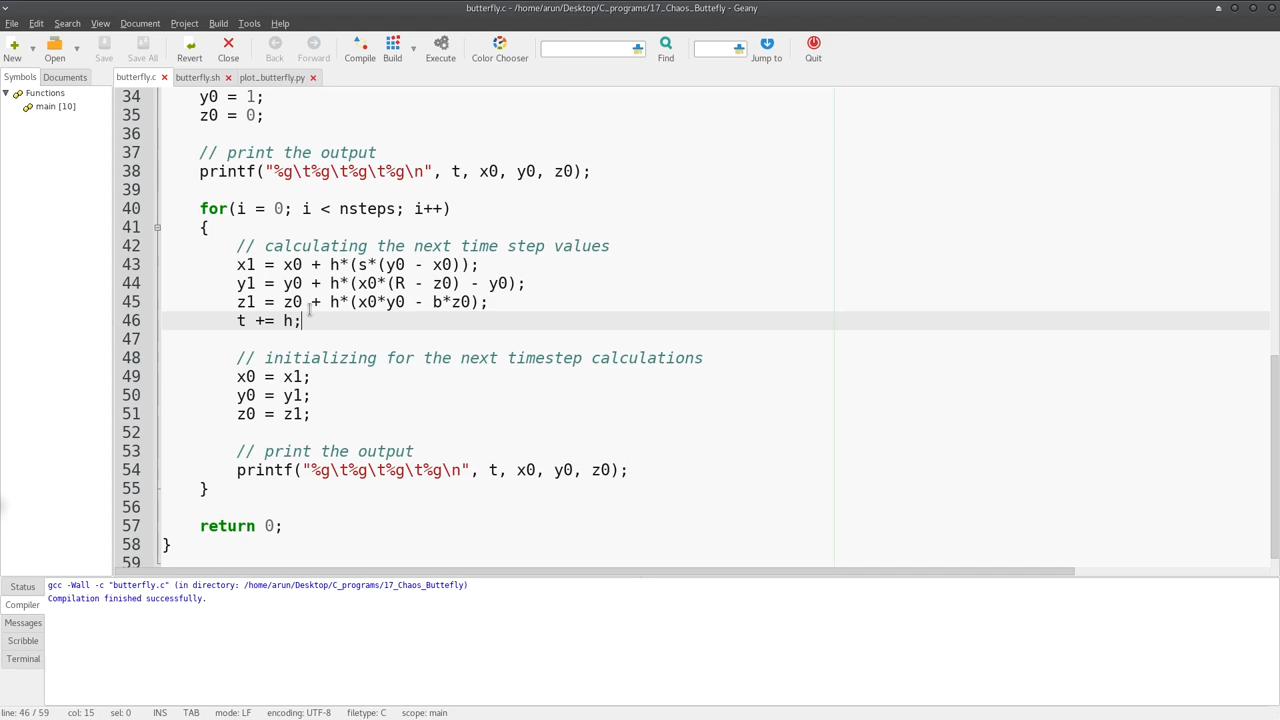 butterfly.c - /home/arun/Desktop/C_programs/17_Chaos_Buttefly - Geany
File Edit Search View Document Project Build Tools Help
New Open Save Save All Revert Close Back Forward Compile Build Execute Color Chooser Find Jump to Quit
Symbols Documents butterfly.c butterfly.sh plot_butterfly.py
Functions
main [10]
34 y0 = 1;
35 z0 = 0;
36
37 // print the output
38 printf("%g\t%g\t%g\t%g\n", t, x0, y0, z0);
39
40 for(i = 0; i < nsteps; i++)
41 {
42 // calculating the next time step values
43 x1 = x0 + h*(s*(y0 - x0));
44 y1 = y0 + h*(x0*(R - z0) - y0);
45 z1 = z0 + h*(x0*y0 - b*z0);
46 t += h;
47
48 // initializing for the next timestep calculations
49 x0 = x1;
50 y0 = y1;
51 z0 = z1;
52
53 // print the output
54 printf("%g\t%g\t%g\t%g\n", t, x0, y0, z0);
55 }
56
57 return 0;
58 }
59
Status
Compiler
Messages
Scribble
Terminal
gcc -Wall -c "butterfly.c" (in directory: /home/arun/Desktop/C_programs/17_Chaos_Buttefly)
Compilation finished successfully.
line: 46 / 59 col: 15 sel: 0 INS TAB mode: LF encoding: UTF-8 filetype: C scope: main